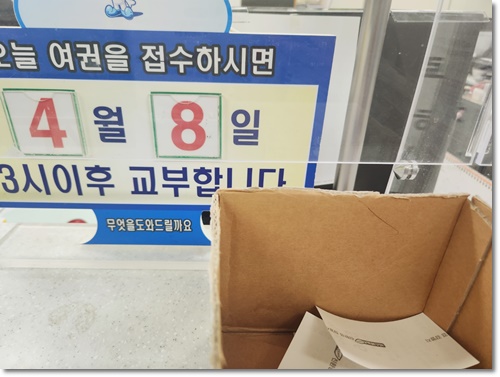 오늘 여권을 접수하시면
4 월 8 일
3시이후 교부합니다
무엇을도와드릴까요